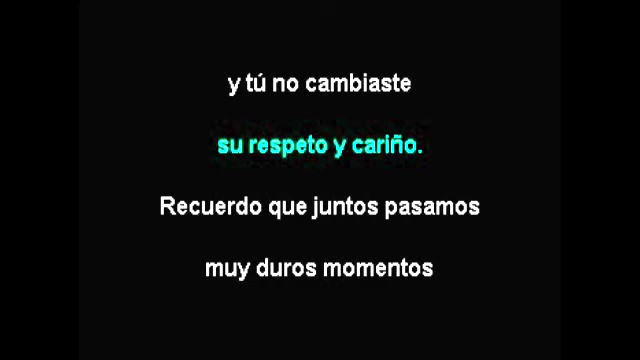 y tú no cambiaste
su respeto y cariño.
Recuerdo que juntos pasamos
muy duros momentos